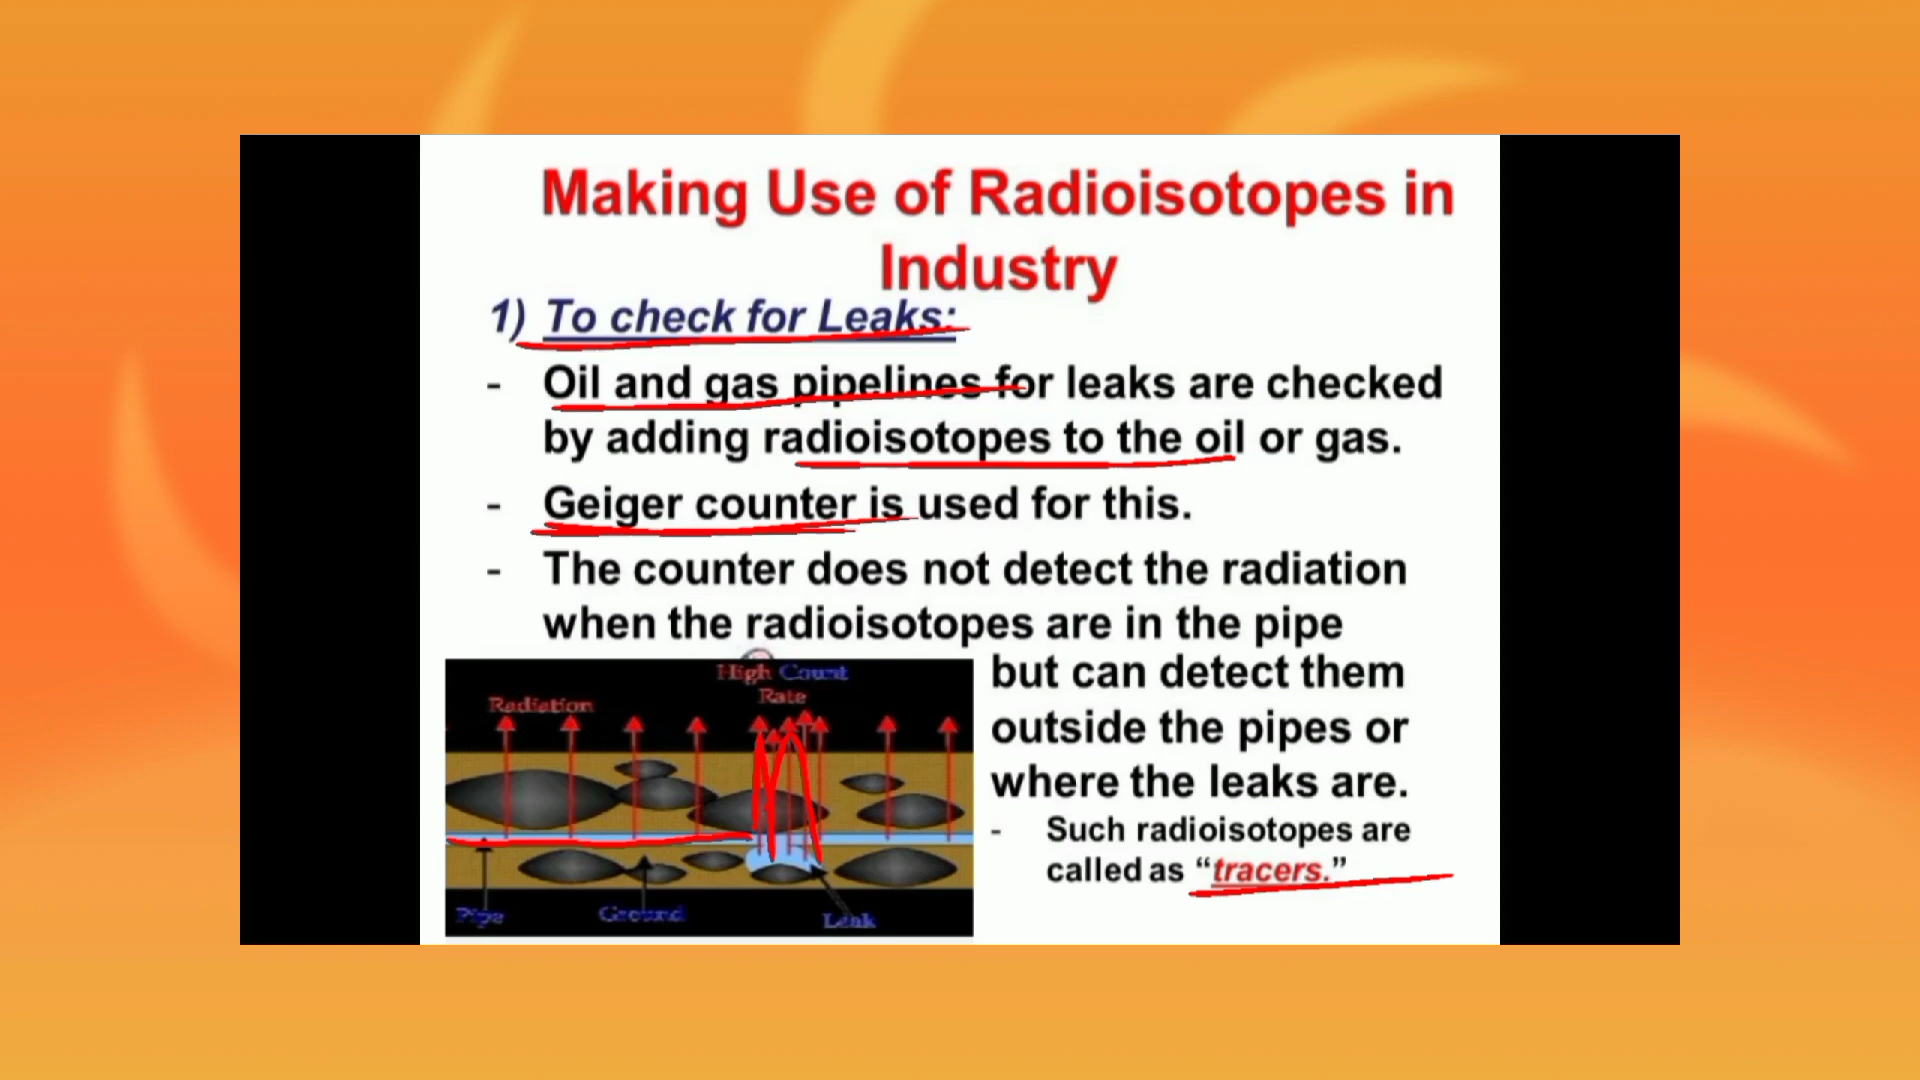 Making Use of Radioisotopes in
Industry
1) To check for Leaks:
- Oil and gas pipelines for leaks are checked
by adding radioisotopes to the oil or gas.
- Geiger counter is used for this.
- The counter does not detect the radiation
when the radioisotopes are in the pipe
but can detect them
outside the pipes or
where the leaks are.
- Such radioisotopes are
called as “tracers.”
High Count
Rate
Radiation
Pipe
Ground
Leak